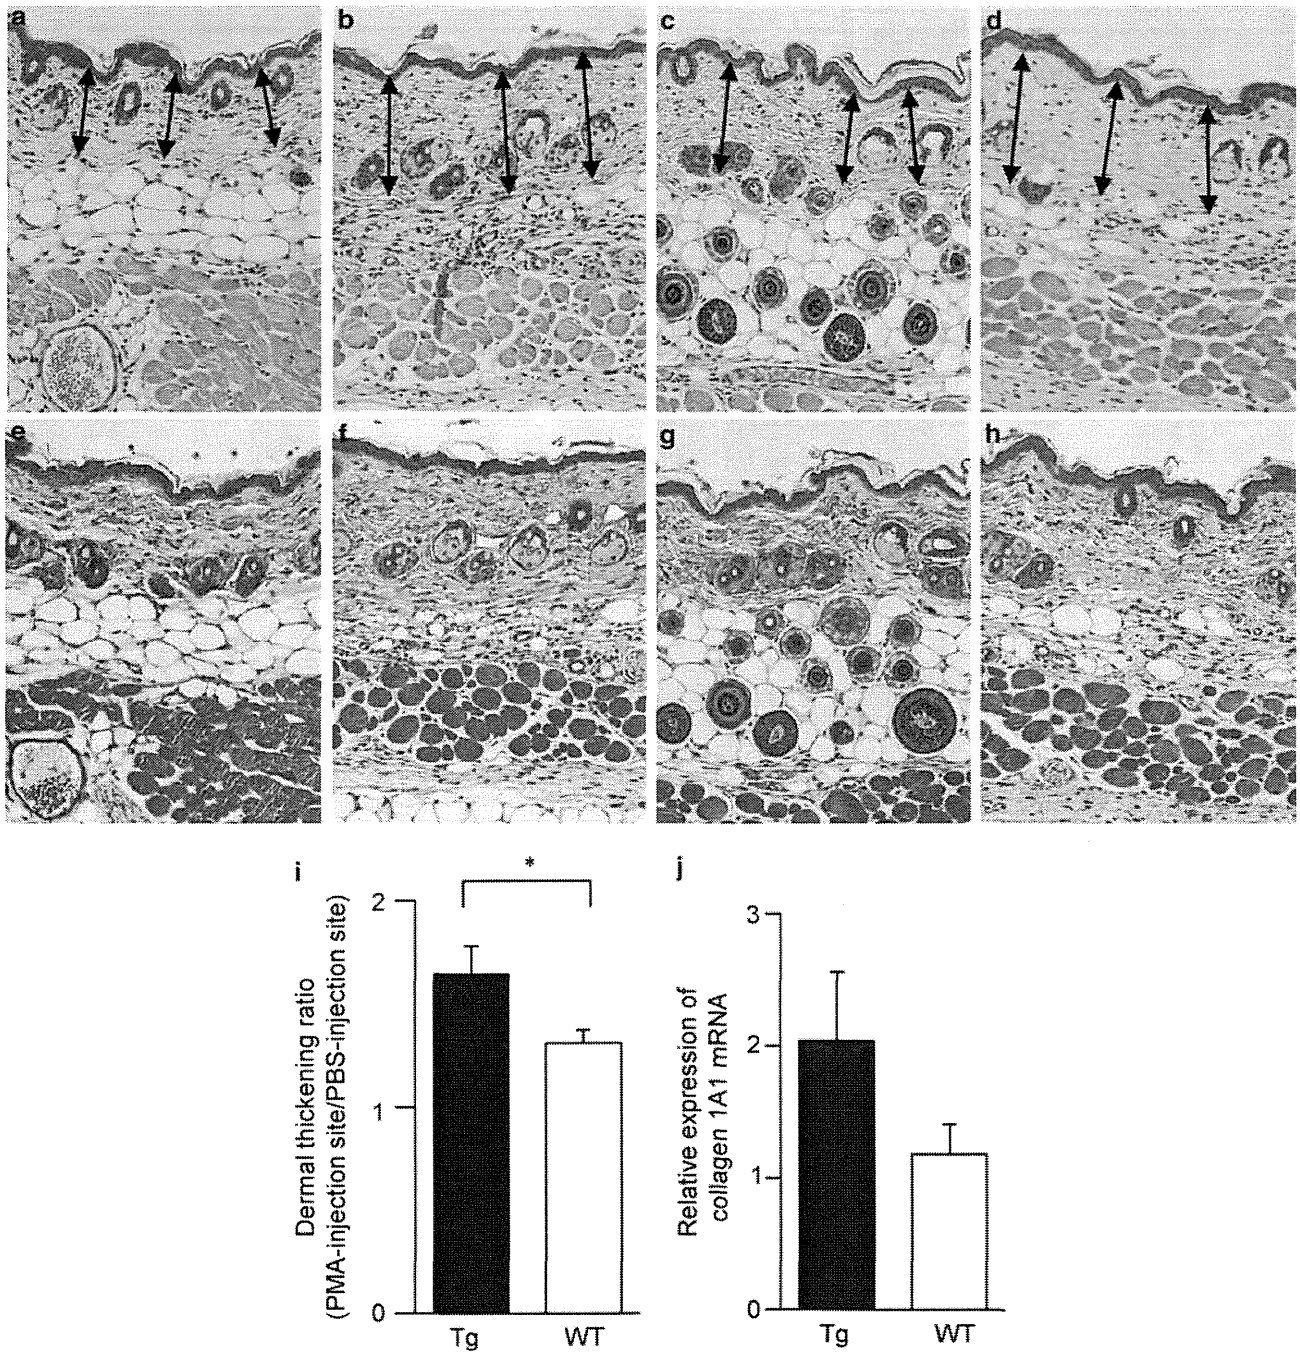 a
b
c
d
e
f
g
h
i
*
2
1
0
Dermal thickening ratio
(PMA-injection site/PBS-injection site)
Tg
WT
j
3
2
1
0
Relative expression of
collagen 1A1 mRNA
Tg
WT